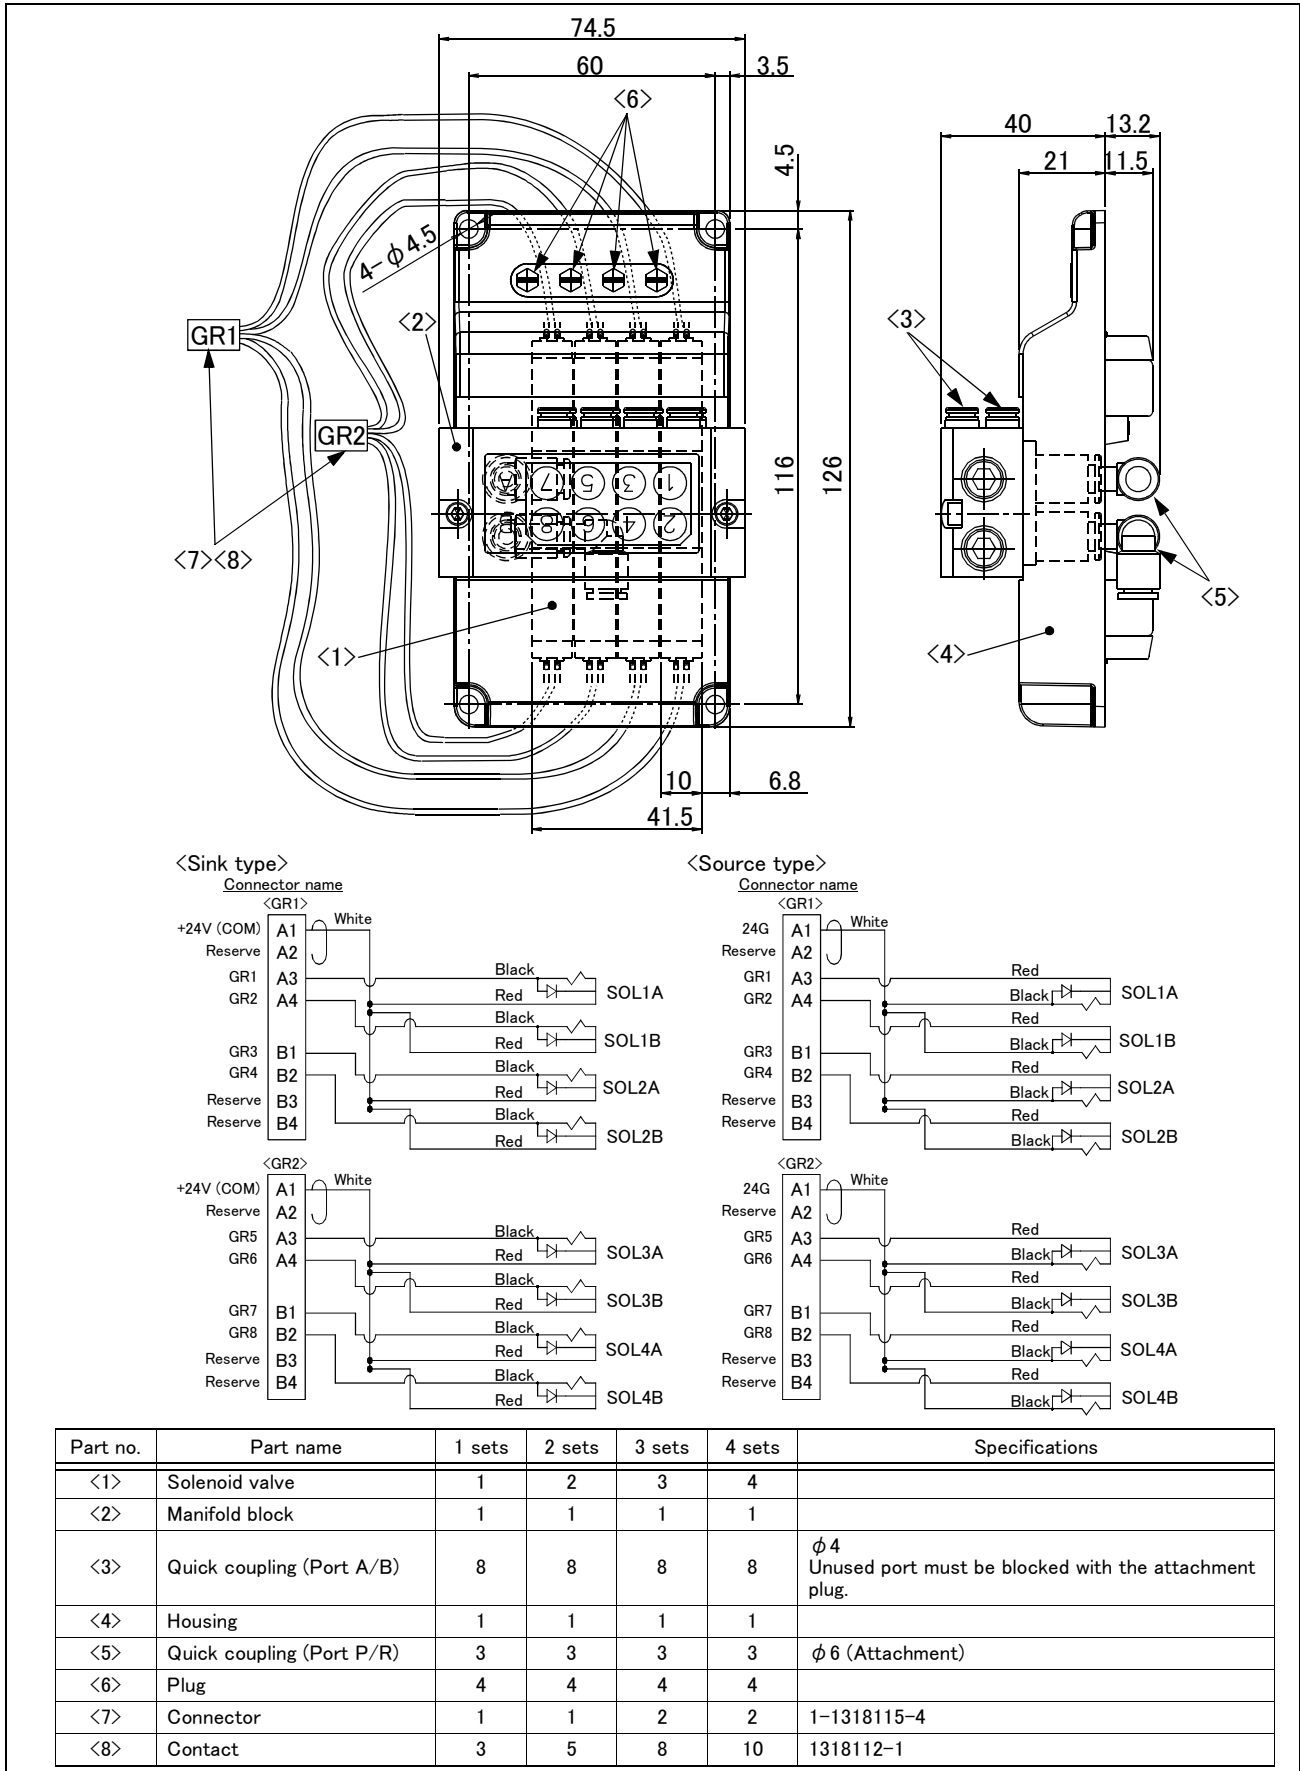 74.5
60
3.5
<6>
4.5
4-φ4.5
GR1
<2>
GR2
116
126
A 7 5 3 1
B 8 6 4 2
<7><8>
<1>
10
6.8
41.5
40
13.2
21
11.5
<3>
<5>
<4>
<Sink type>
Connector name
<GR1>
+24V (COM) A1 White
Reserve A2
GR1 A3 Black
Red SOL1A
GR2 A4
Black
Red SOL1B
GR3 B1
Black
GR4 B2
Red SOL2A
Reserve B3
Black
Reserve B4
Red SOL2B
<GR2>
+24V (COM) A1 White
Reserve A2
GR5 A3 Black
GR6 A4 Red SOL3A
Black
Red SOL3B
GR7 B1
Black
GR8 B2
Red SOL4A
Reserve B3
Black
Reserve B4
Red SOL4B
<Source type>
Connector name
<GR1>
24G A1 White
Reserve A2
GR1 A3 Red
GR2 A4 Black SOL1A
Red
Black SOL1B
GR3 B1
Red
GR4 B2
Black SOL2A
Reserve B3
Red
Reserve B4
Black SOL2B
<GR2>
24G A1 White
Reserve A2
GR5 A3 Red
GR6 A4 Black SOL3A
Red
Black SOL3B
GR7 B1
Red
GR8 B2
Black SOL4A
Reserve B3
Red
Reserve B4
Black SOL4B
Part no. Part name 1 sets 2 sets 3 sets 4 sets Specifications
<1> Solenoid valve 1 2 3 4
<2> Manifold block 1 1 1 1
<3> Quick coupling (Port A/B) 8 8 8 8 φ4
Unused port must be blocked with the attachment
plug.
<4> Housing 1 1 1 1
<5> Quick coupling (Port P/R) 3 3 3 3 φ6 (Attachment)
<6> Plug 4 4 4 4
<7> Connector 1 1 2 2 1-1318115-4
<8> Contact 3 5 8 10 1318112-1